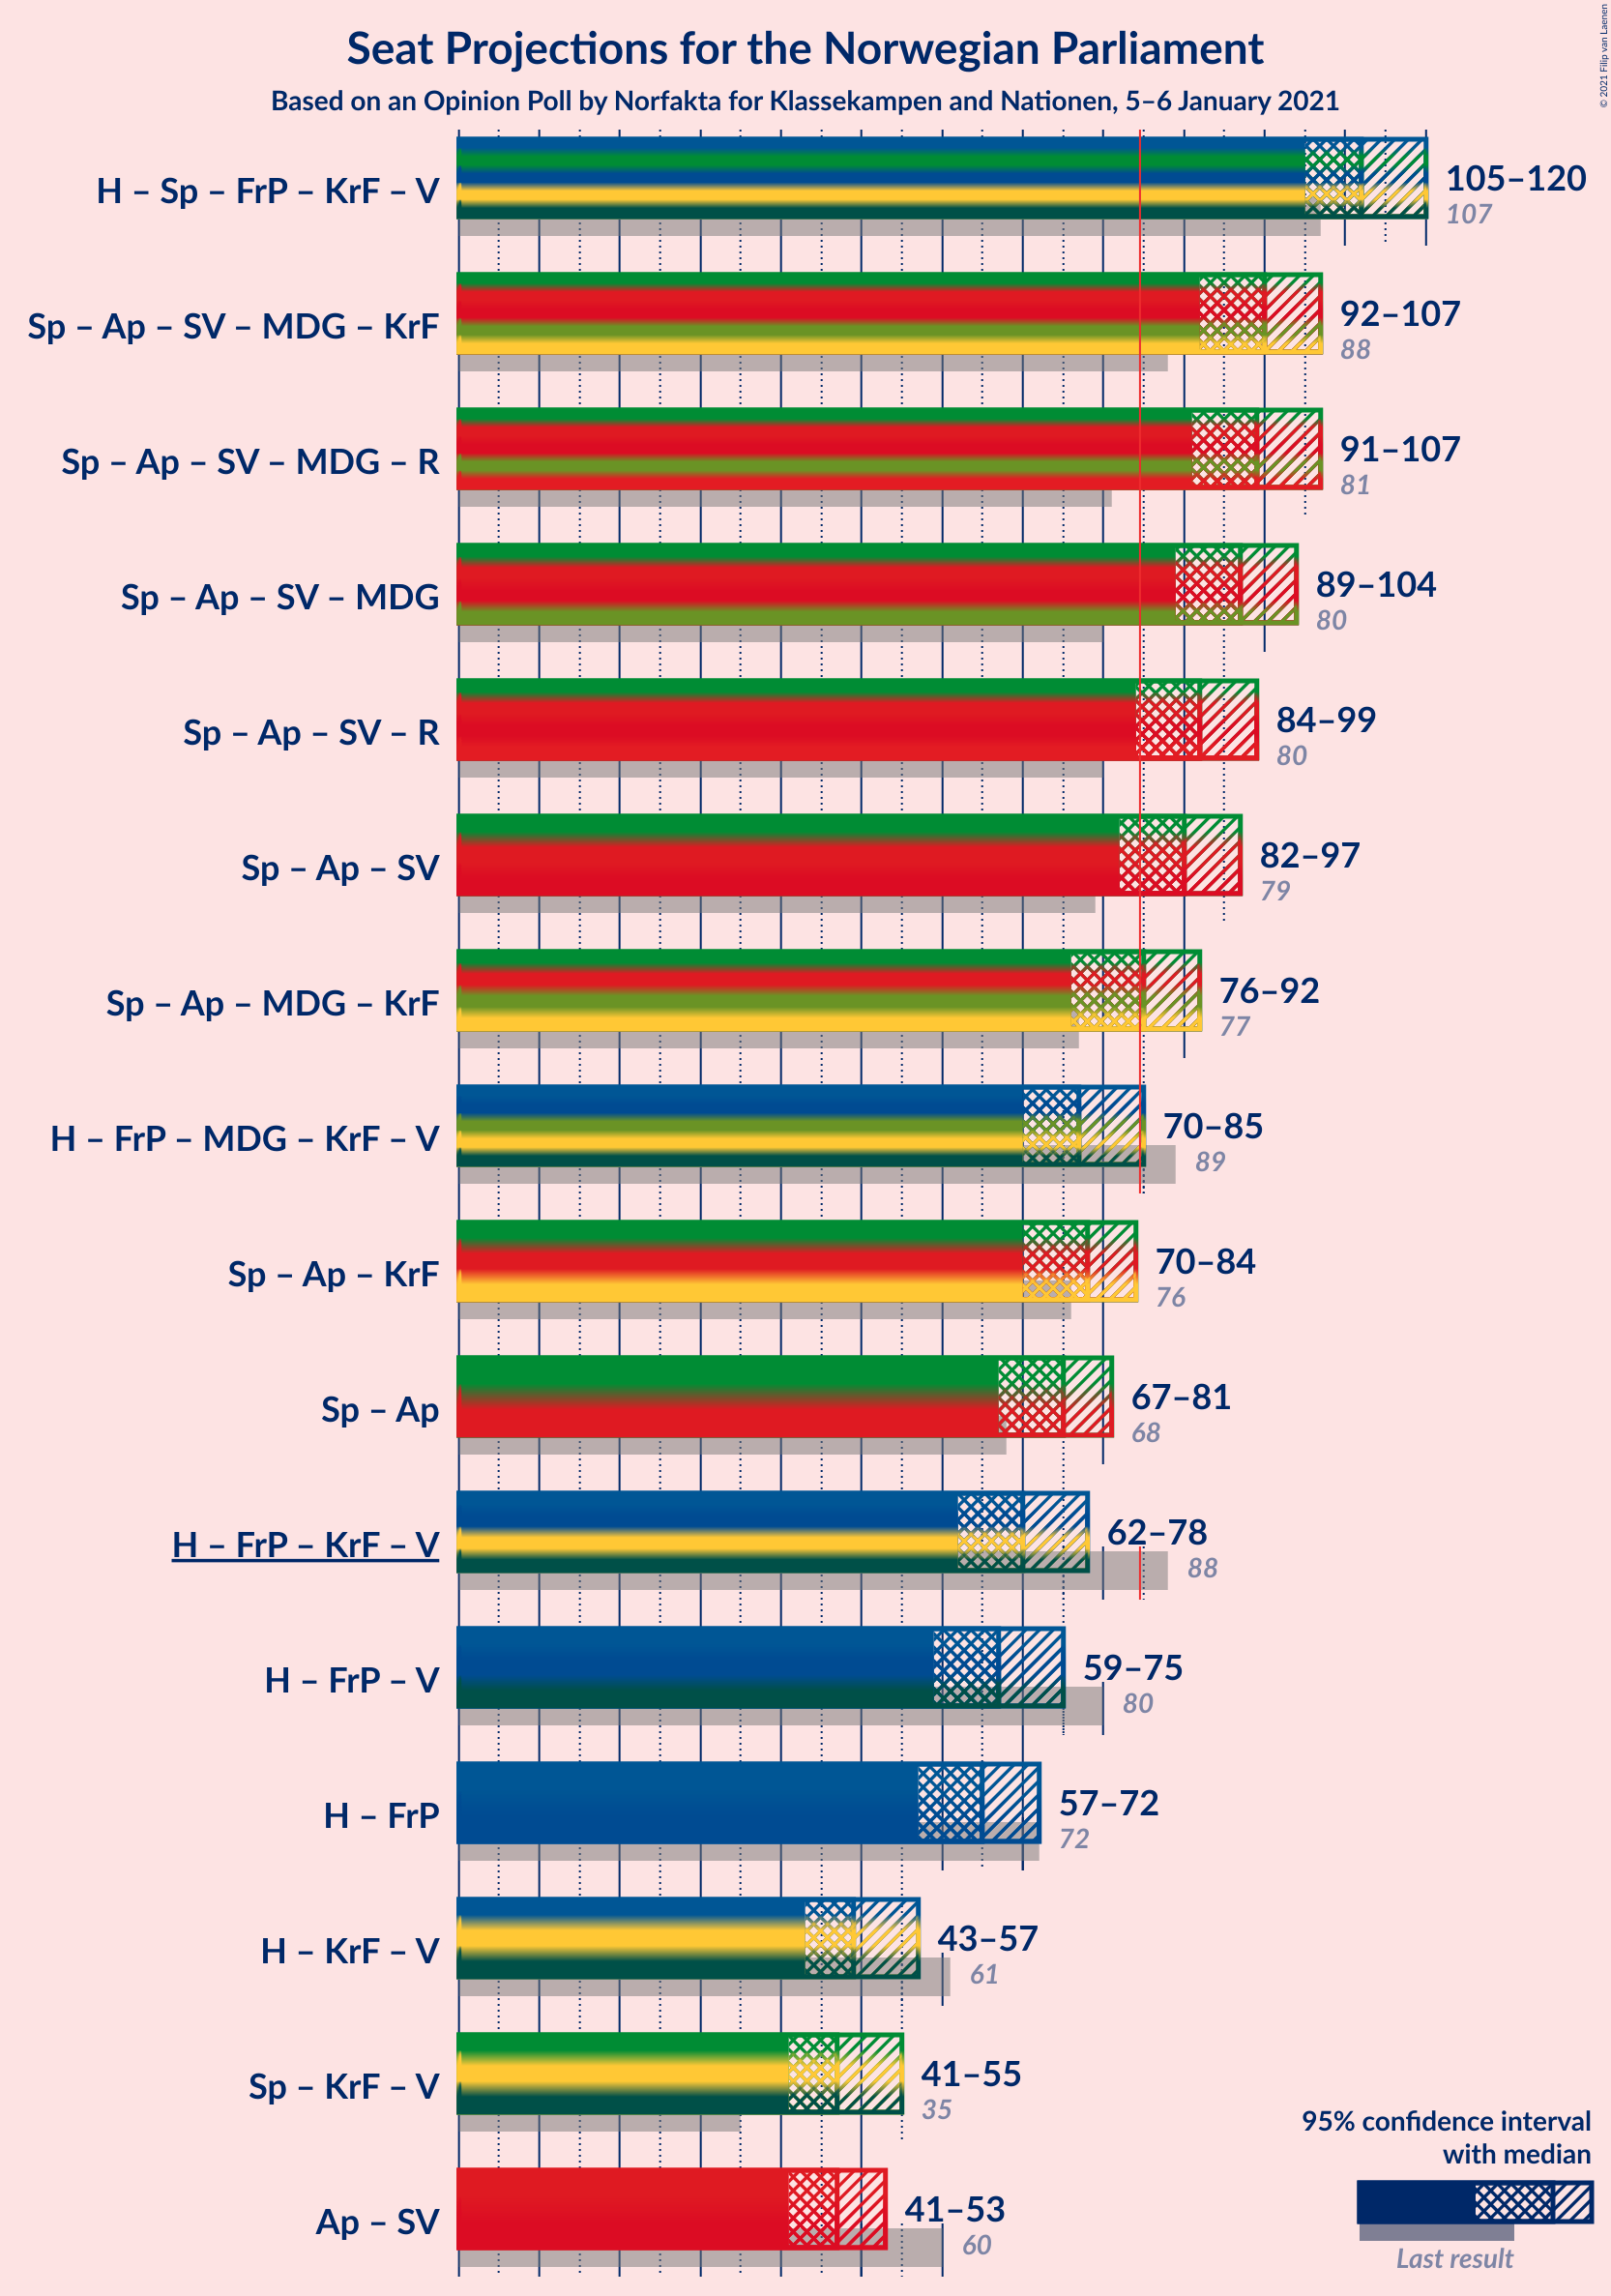 Seat Projections for the Norwegian Parliament
Based on an Opinion Poll by Norfakta for Klassekampen and Nationen, 5–6 January 2021
© 2021 Filip van Laenen
H – Sp – FrP – KrF – V
105–120
107
Sp – Ap – SV – MDG – KrF
92–107
88
Sp – Ap – SV – MDG – R
91–107
81
Sp – Ap – SV – MDG
89–104
80
Sp – Ap – SV – R
84–99
80
Sp – Ap – SV
82–97
79
Sp – Ap – MDG – KrF
76–92
77
H – FrP – MDG – KrF – V
70–85
89
Sp – Ap – KrF
70–84
76
Sp – Ap
67–81
68
H – FrP – KrF – V
62–78
88
H – FrP – V
59–75
80
H – FrP
57–72
72
H – KrF – V
43–57
61
Sp – KrF – V
41–55
35
Ap – SV
41–53
60
95% confidence interval
with median
Last result